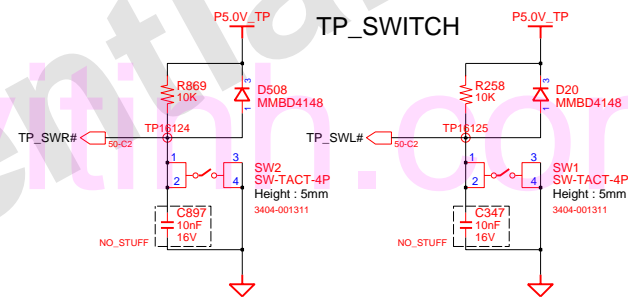 P5.0V_TP
TP_SWITCH
P5.0V_TP
R869
10K
3
D508
MMBD4148
1
R258
10K
3
D20
MMBD4148
1
TP_SWR#
50-C2
TP16124
TP_SWL#
50-C2
TP16125
1
2
3
4
SW2
SW-TACT-4P
Height : 5mm
3404-001311
1
2
3
4
SW1
SW-TACT-4P
Height : 5mm
3404-001311
C897
10nF
16V
NO_STUFF
C347
10nF
16V
NO_STUFF